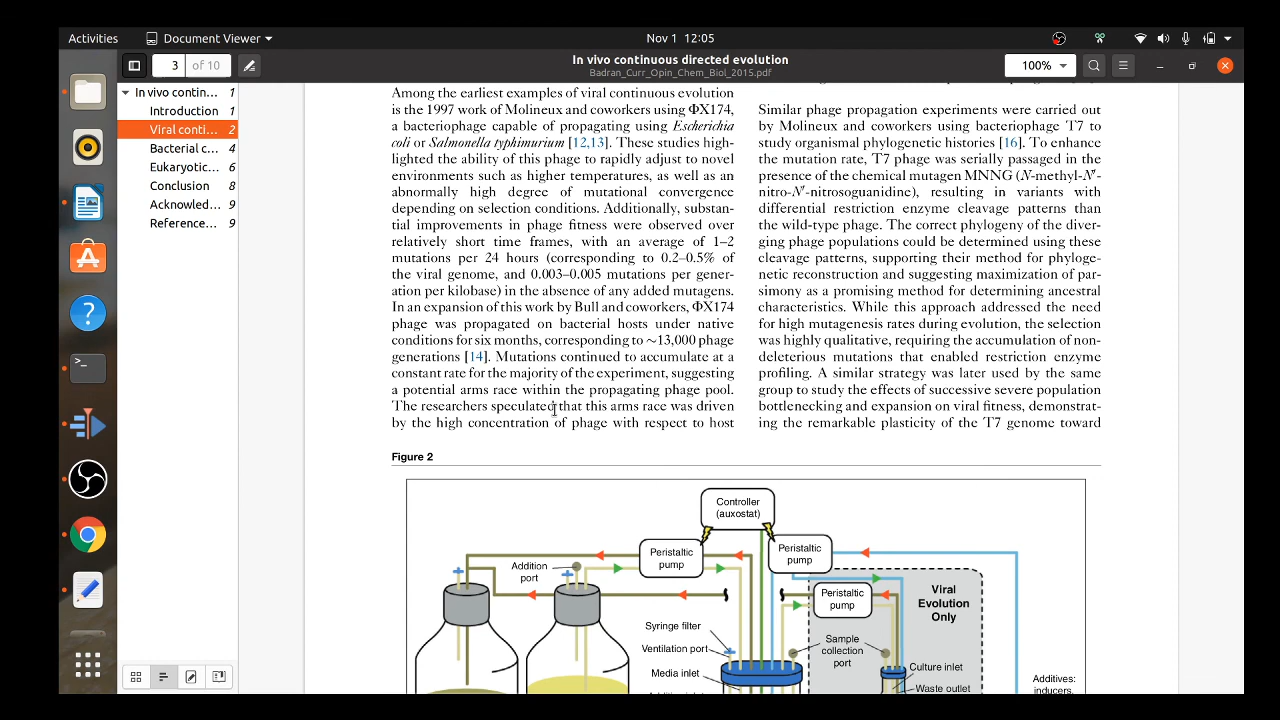 Activities
Document Viewer
Nov 1 12:05
3
of 10
In vivo continuous directed evolution
Badran_Curr_Opin_Chem_Biol_2015.pdf
100%
In vivo contin... 1
Introduction 1
Viral conti... 2
Bacterial c... 4
Eukaryotic... 6
Conclusion 8
Acknowled... 9
Reference... 9
Among the earliest examples of viral continuous evolution
is the 1997 work of Molineux and coworkers using ΦX174,
a bacteriophage capable of propagating using Escherichia
coli or Salmonella typhimurium [12,13]. These studies high-
lighted the ability of this phage to rapidly adjust to novel
environments such as higher temperatures, as well as an
abnormally high degree of mutational convergence
depending on selection conditions. Additionally, substan-
tial improvements in phage fitness were observed over
relatively short time frames, with an average of 1–2
mutations per 24 hours (corresponding to 0.2–0.5% of
the viral genome, and 0.003–0.005 mutations per gener-
ation per kilobase) in the absence of any added mutagens.
In an expansion of this work by Bull and coworkers, ΦX174
phage was propagated on bacterial hosts under native
conditions for six months, corresponding to ~13,000 phage
generations [14]. Mutations continued to accumulate at a
constant rate for the majority of the experiment, suggesting
a potential arms race within the propagating phage pool.
The researchers speculated that this arms race was driven
by the high concentration of phage with respect to host
Similar phage propagation experiments were carried out
by Molineux and coworkers using bacteriophage T7 to
study organismal phylogenetic histories [16]. To enhance
the mutation rate, T7 phage was serially passaged in the
presence of the chemical mutagen MNNG (N-methyl-N′-
nitro-N′-nitrosoguanidine), resulting in variants with
differential restriction enzyme cleavage patterns than
the wild-type phage. The correct phylogeny of the diver-
ging phage populations could be determined using these
cleavage patterns, supporting their method for phyloge-
netic reconstruction and suggesting maximization of par-
simony as a promising method for determining ancestral
characteristics. While this approach addressed the need
for high mutagenesis rates during evolution, the selection
was highly qualitative, requiring the accumulation of non-
deleterious mutations that enabled restriction enzyme
profiling. A similar strategy was later used by the same
group to study the effects of successive severe population
bottlenecking and expansion on viral fitness, demonstrat-
ing the remarkable plasticity of the T7 genome toward
Figure 2
Controller
(auxostat)
Peristaltic
pump
Peristaltic
pump
Addition
port
Peristaltic
pump
Viral
Evolution
Only
Syringe filter
Ventilation port
Media inlet
Sample
collection
port
Culture inlet
Waste outlet
Additives:
inducers,